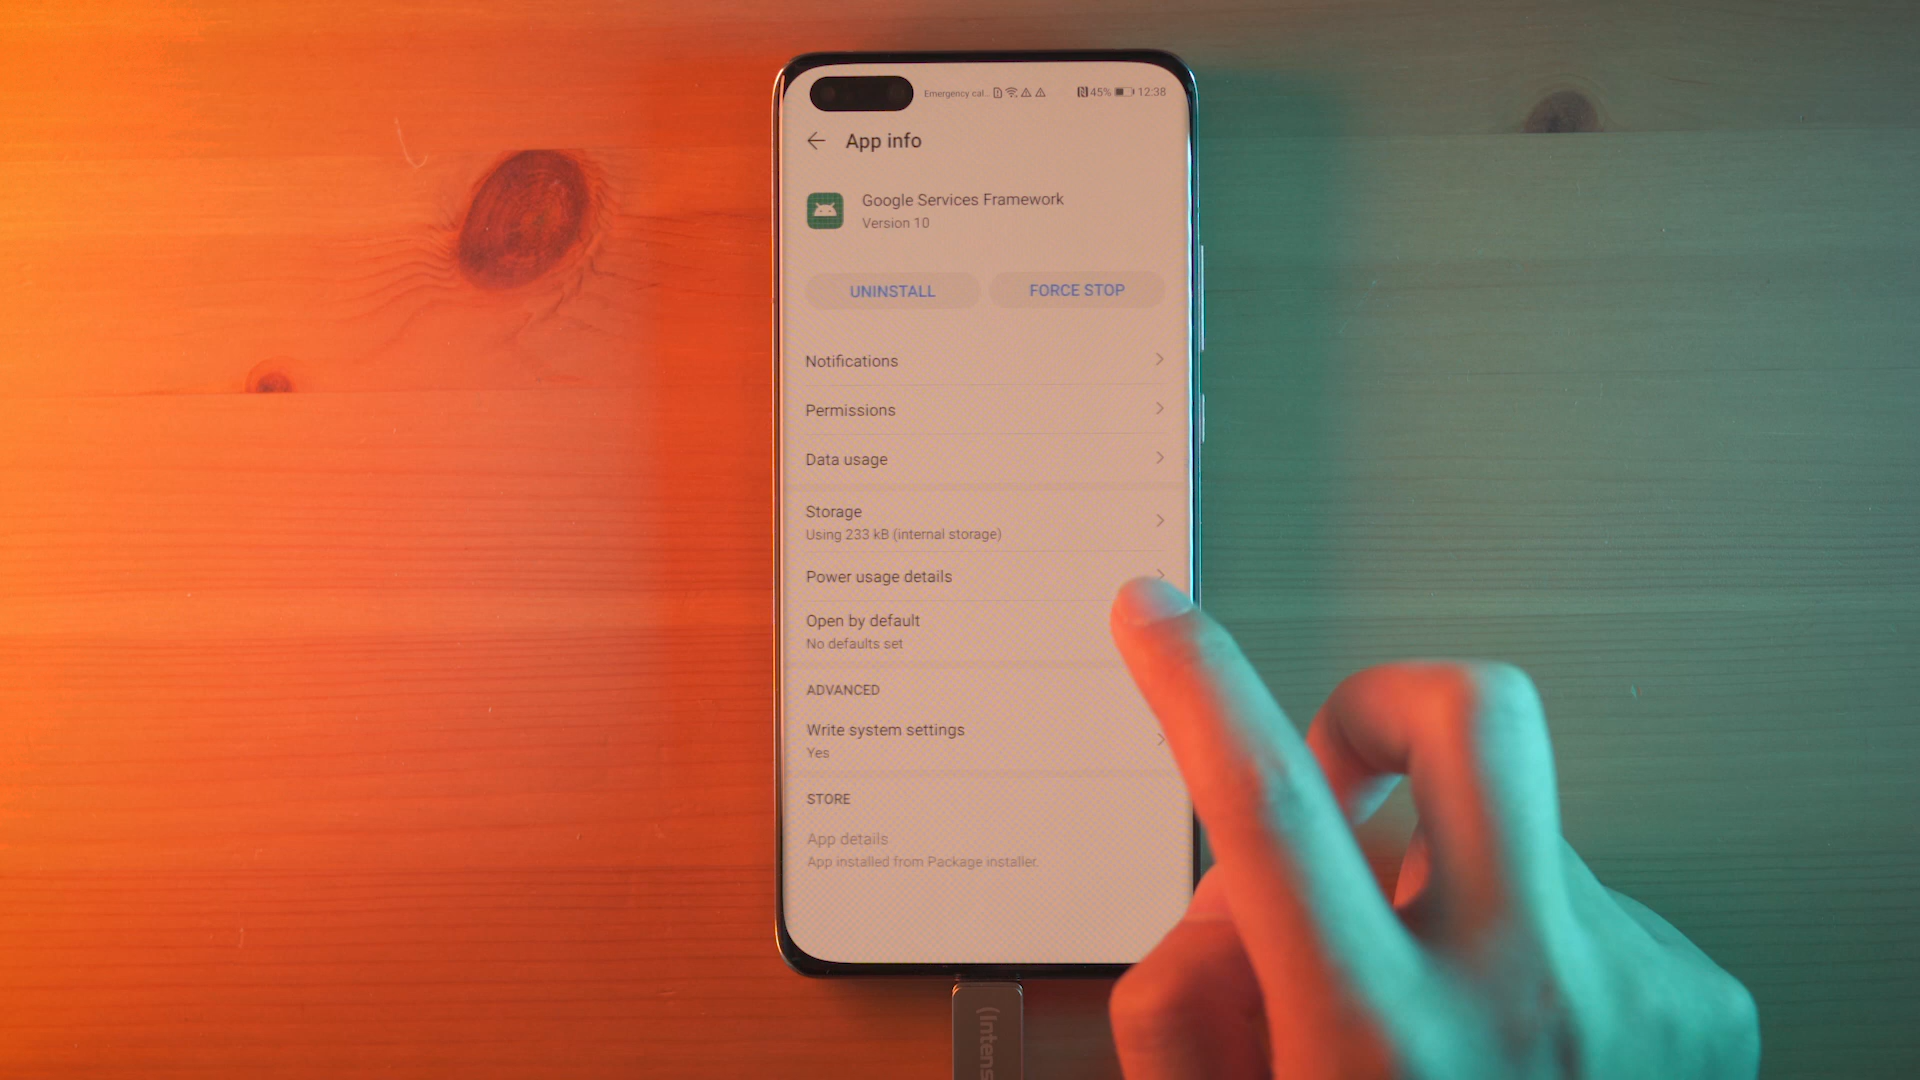 Emergency cal... 45% 12:38
App info
Google Services Framework
Version 10
UNINSTALL FORCE STOP
Notifications
Permissions
Data usage
Storage
Using 233 kB (internal storage)
Power usage details
Open by default
No defaults set
ADVANCED
Write system settings
Yes
STORE
App details
App installed from Package installer.
(Intens